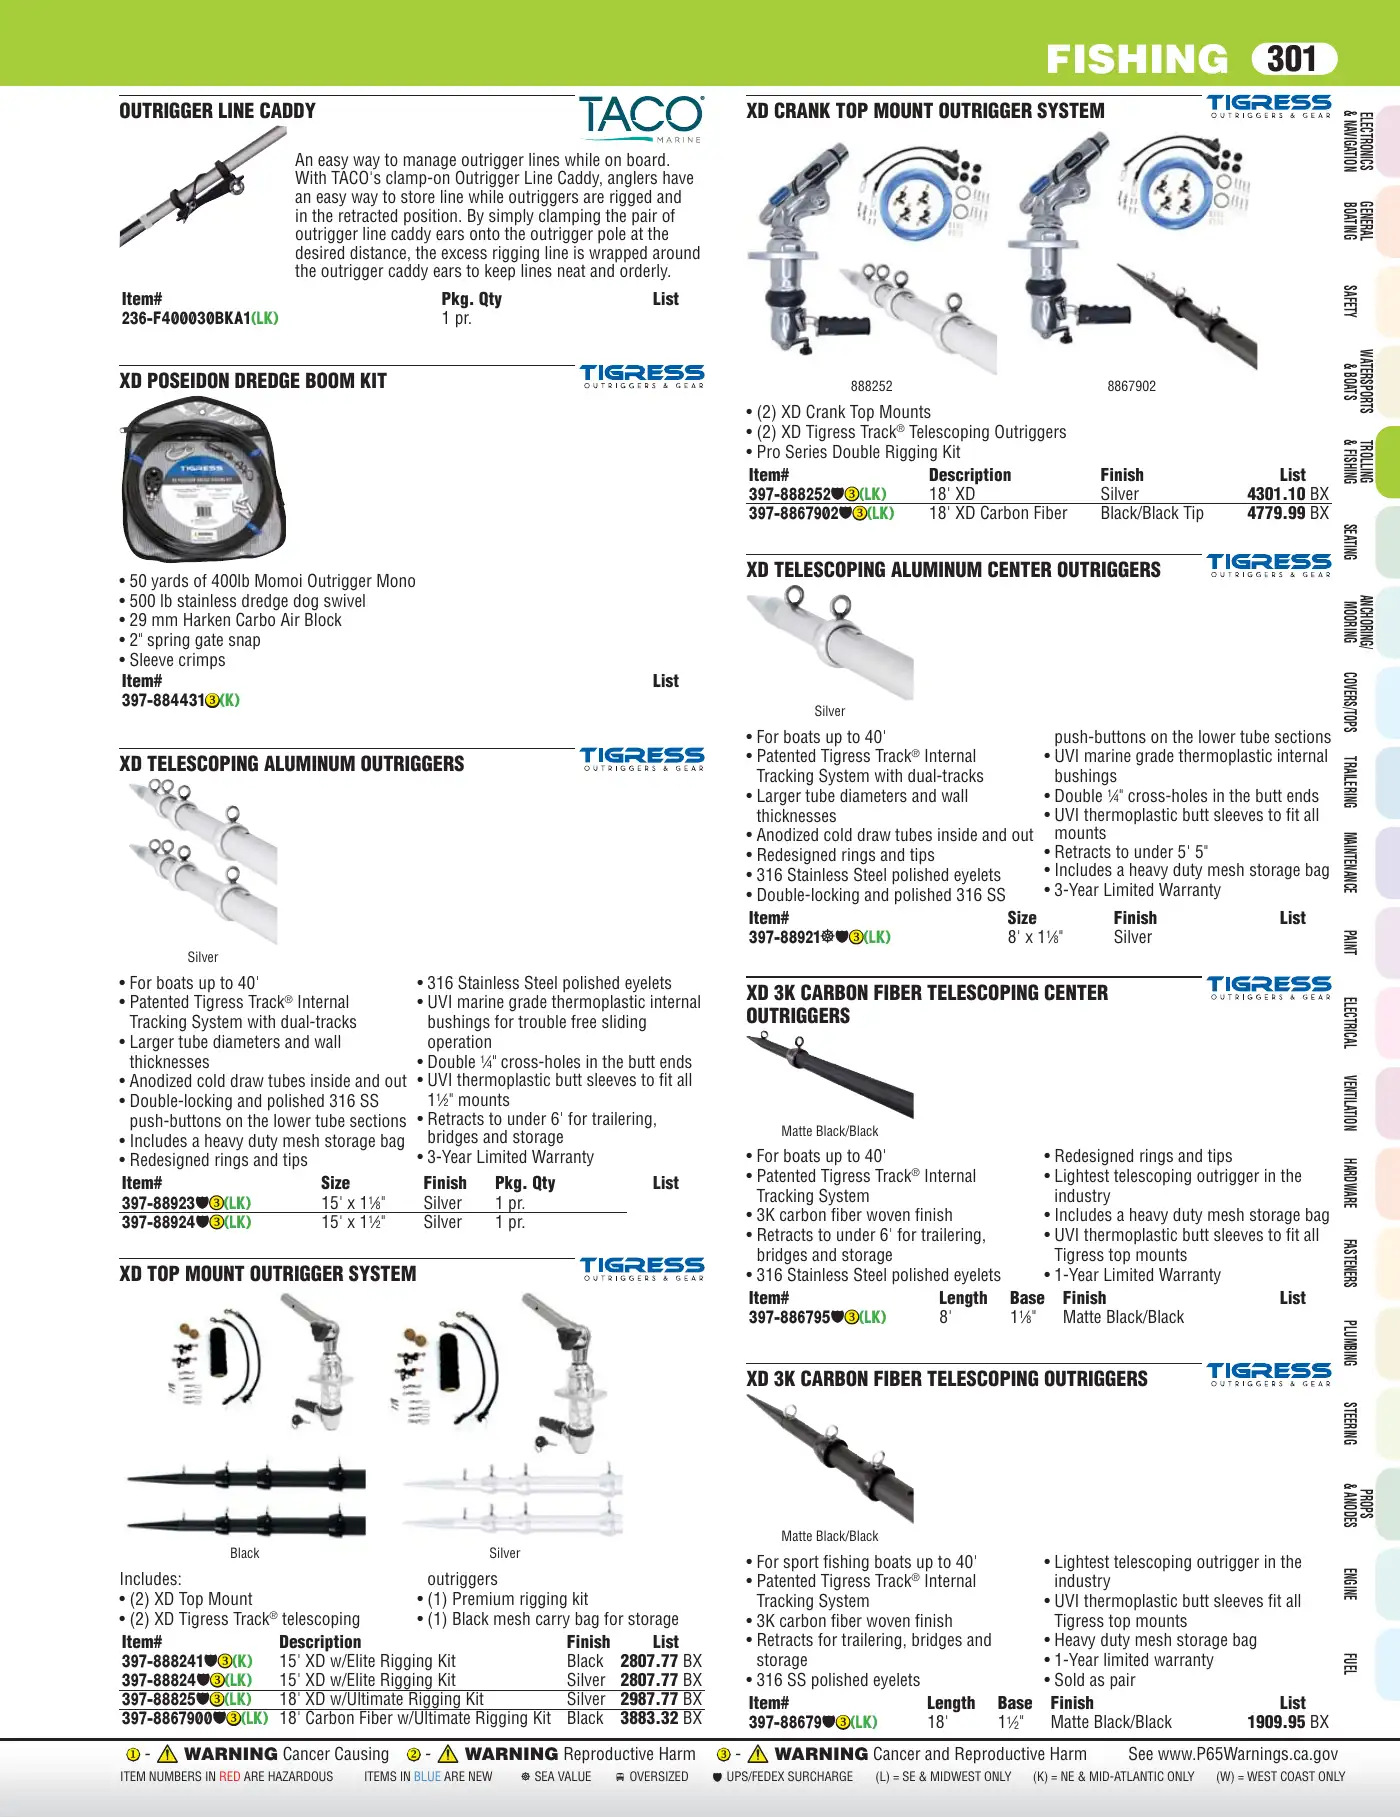 FISHING 301
OUTRIGGER LINE CADDY
TACO
MARINE
An easy way to manage outrigger lines while on board.
With TACO's clamp-on Outrigger Line Caddy, anglers have
an easy way to store line while outriggers are rigged and
in the retracted position. By simply clamping the pair of
outrigger line caddy ears onto the outrigger pole at the
desired distance, the excess rigging line is wrapped around
the outrigger caddy ears to keep lines neat and orderly.
Item# Pkg. Qty List
236-F400030BKA1(LK) 1 pr.
XD POSEIDON DREDGE BOOM KIT
TIGRESS
OUTRIGGERS & GEAR
TIGRESS
• 50 yards of 400lb Momoi Outrigger Mono
• 500 lb stainless dredge dog swivel
• 29 mm Harken Carbo Air Block
• 2" spring gate snap
• Sleeve crimps
Item# List
397-884431③(K)
XD TELESCOPING ALUMINUM OUTRIGGERS
TIGRESS
OUTRIGGERS & GEAR
Silver
• For boats up to 40'
• Patented Tigress Track® Internal
Tracking System with dual-tracks
• Larger tube diameters and wall
thicknesses
• Anodized cold draw tubes inside and out
• Double-locking and polished 316 SS
push-buttons on the lower tube sections
• Includes a heavy duty mesh storage bag
• Redesigned rings and tips
• 316 Stainless Steel polished eyelets
• UVI marine grade thermoplastic internal
bushings for trouble free sliding
operation
• Double ¼" cross-holes in the butt ends
• UVI thermoplastic butt sleeves to fit all
1½" mounts
• Retracts to under 6' for trailering,
bridges and storage
• 3-Year Limited Warranty
Item# Size Finish Pkg. Qty List
397-88923③(LK) 15' x 1⅛" Silver 1 pr.
397-88924③(LK) 15' x 1½" Silver 1 pr.
XD TOP MOUNT OUTRIGGER SYSTEM
TIGRESS
OUTRIGGERS & GEAR
Black Silver
Includes:
• (2) XD Top Mount
• (2) XD Tigress Track® telescoping
outriggers
• (1) Premium rigging kit
• (1) Black mesh carry bag for storage
Item# Description Finish List
397-888241③(K) 15' XD w/Elite Rigging Kit Black 2807.77 BX
397-88824③(LK) 15' XD w/Elite Rigging Kit Silver 2807.77 BX
397-88825③(LK) 18' XD w/Ultimate Rigging Kit Silver 2987.77 BX
397-8867900③(LK) 18' Carbon Fiber w/Ultimate Rigging Kit Black 3883.32 BX
XD CRANK TOP MOUNT OUTRIGGER SYSTEM
TIGRESS
OUTRIGGERS & GEAR
888252 8867902
• (2) XD Crank Top Mounts
• (2) XD Tigress Track® Telescoping Outriggers
• Pro Series Double Rigging Kit
Item# Description Finish List
397-888252③(LK) 18' XD Silver 4301.10 BX
397-8867902③(LK) 18' XD Carbon Fiber Black/Black Tip 4779.99 BX
XD TELESCOPING ALUMINUM CENTER OUTRIGGERS
TIGRESS
OUTRIGGERS & GEAR
Silver
• For boats up to 40'
• Patented Tigress Track® Internal
Tracking System with dual-tracks
• Larger tube diameters and wall
thicknesses
• Anodized cold draw tubes inside and out
• Redesigned rings and tips
• 316 Stainless Steel polished eyelets
• Double-locking and polished 316 SS
push-buttons on the lower tube sections
• UVI marine grade thermoplastic internal
bushings
• Double ¼" cross-holes in the butt ends
• UVI thermoplastic butt sleeves to fit all
mounts
• Retracts to under 5' 5"
• Includes a heavy duty mesh storage bag
• 3-Year Limited Warranty
Item# Size Finish List
397-88921③(LK) 8' x 1⅛" Silver
XD 3K CARBON FIBER TELESCOPING CENTER
OUTRIGGERS
TIGRESS
OUTRIGGERS & GEAR
Matte Black/Black
• For boats up to 40'
• Patented Tigress Track® Internal
Tracking System
• 3K carbon fiber woven finish
• Retracts to under 6' for trailering,
bridges and storage
• 316 Stainless Steel polished eyelets
• Redesigned rings and tips
• Lightest telescoping outrigger in the
industry
• Includes a heavy duty mesh storage bag
• UVI thermoplastic butt sleeves to fit all
Tigress top mounts
• 1-Year Limited Warranty
Item# Length Base Finish List
397-886795③(LK) 8' 1⅛" Matte Black/Black
XD 3K CARBON FIBER TELESCOPING OUTRIGGERS
TIGRESS
OUTRIGGERS & GEAR
Matte Black/Black
• For sport fishing boats up to 40'
• Patented Tigress Track® Internal
Tracking System
• 3K carbon fiber woven finish
• Retracts for trailering, bridges and
storage
• 316 SS polished eyelets
• Lightest telescoping outrigger in the
industry
• UVI thermoplastic butt sleeves fit all
Tigress top mounts
• Heavy duty mesh storage bag
• 1-Year limited warranty
• Sold as pair
Item# Length Base Finish List
397-88679③(LK) 18' 1½" Matte Black/Black 1909.95 BX
ELECTRONICS
& NAVIGATION
GENERAL
BOATING
SAFETY
WATERSPORTS
& BOATS
TROLLING
& FISHING
SEATING
ANCHORING/
MOORING
COVERS/TOPS
TRAILERING
MAINTENANCE
PAINT
ELECTRICAL
VENTILATION
HARDWARE
FASTENERS
PLUMBING
STEERING
PROPS
& ANODES
ENGINE
FUEL
① - ⚠ WARNING Cancer Causing ② - ⚠ WARNING Reproductive Harm ③ - ⚠ WARNING Cancer and Reproductive Harm See www.P65Warnings.ca.gov
ITEM NUMBERS IN RED ARE HAZARDOUS ITEMS IN BLUE ARE NEW SEA VALUE OVERSIZED UPS/FEDEX SURCHARGE (L) = SE & MIDWEST ONLY (K) = NE & MID-ATLANTIC ONLY (W) = WEST COAST ONLY